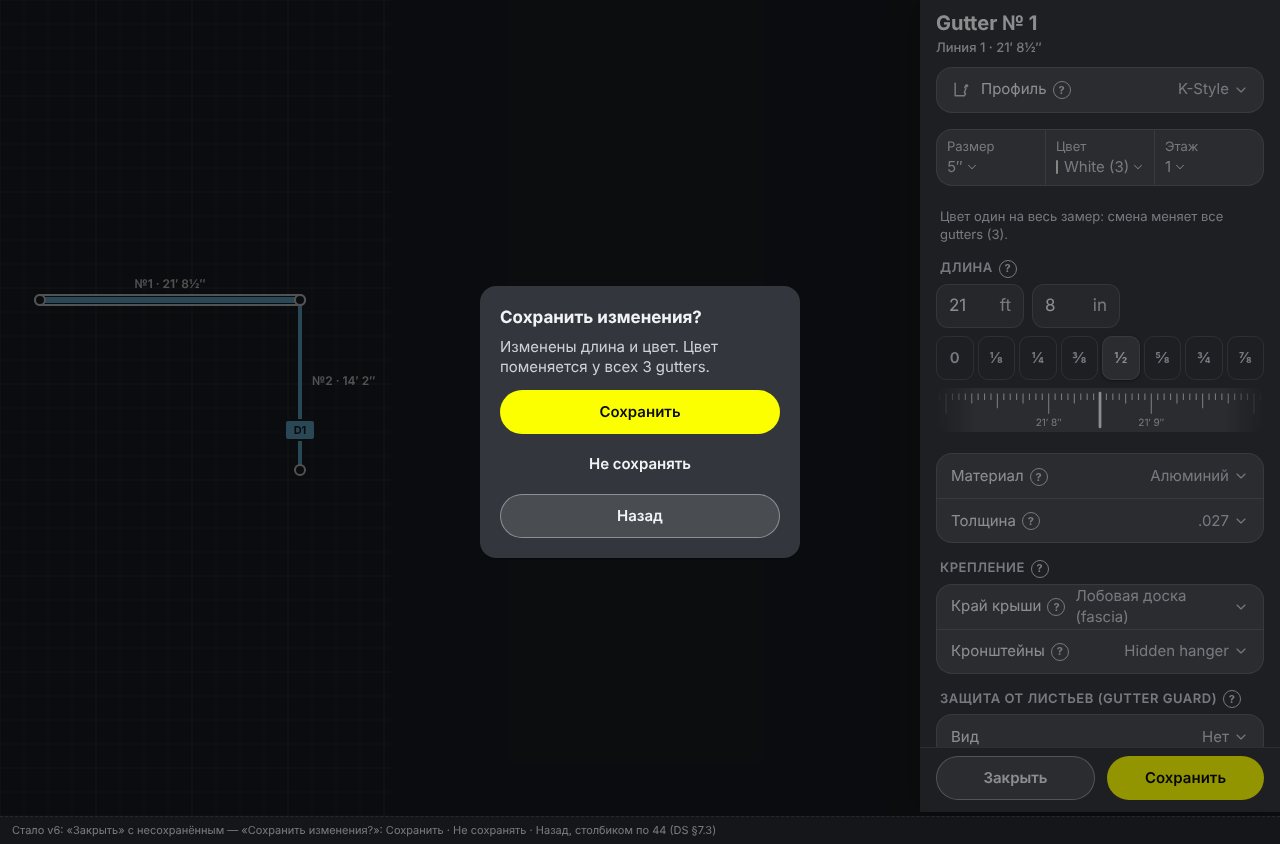 Gutter № 1
Линия 1 · 21′ 8½″
Профиль ?
K-Style
Размер
Цвет
Этаж
5″
White (3)
1
Цвет один на весь замер: смена меняет все
gutters (3).
ДЛИНА ?
21 ft
8 in
0 ⅛ ¼ ⅜ ½ ⅝ ¾ ⅞
21′ 8″
21′ 9″
Материал ?
Алюминий
Толщина ?
.027
КРЕПЛЕНИЕ ?
Край крыши ?
Лобовая доска
(fascia)
Кронштейны ?
Hidden hanger
ЗАЩИТА ОТ ЛИСТЬЕВ (GUTTER GUARD) ?
Вид
Нет
Закрыть
Сохранить
№1 · 21′ 8½″
№2 · 14′ 2″
D1
Сохранить изменения?
Изменены длина и цвет. Цвет
поменяется у всех 3 gutters.
Сохранить
Не сохранять
Назад
Стало v6: «Закрыть» с несохранённым — «Сохранить изменения?»: Сохранить · Не сохранять · Назад, столбиком по 44 (DS §7.3)